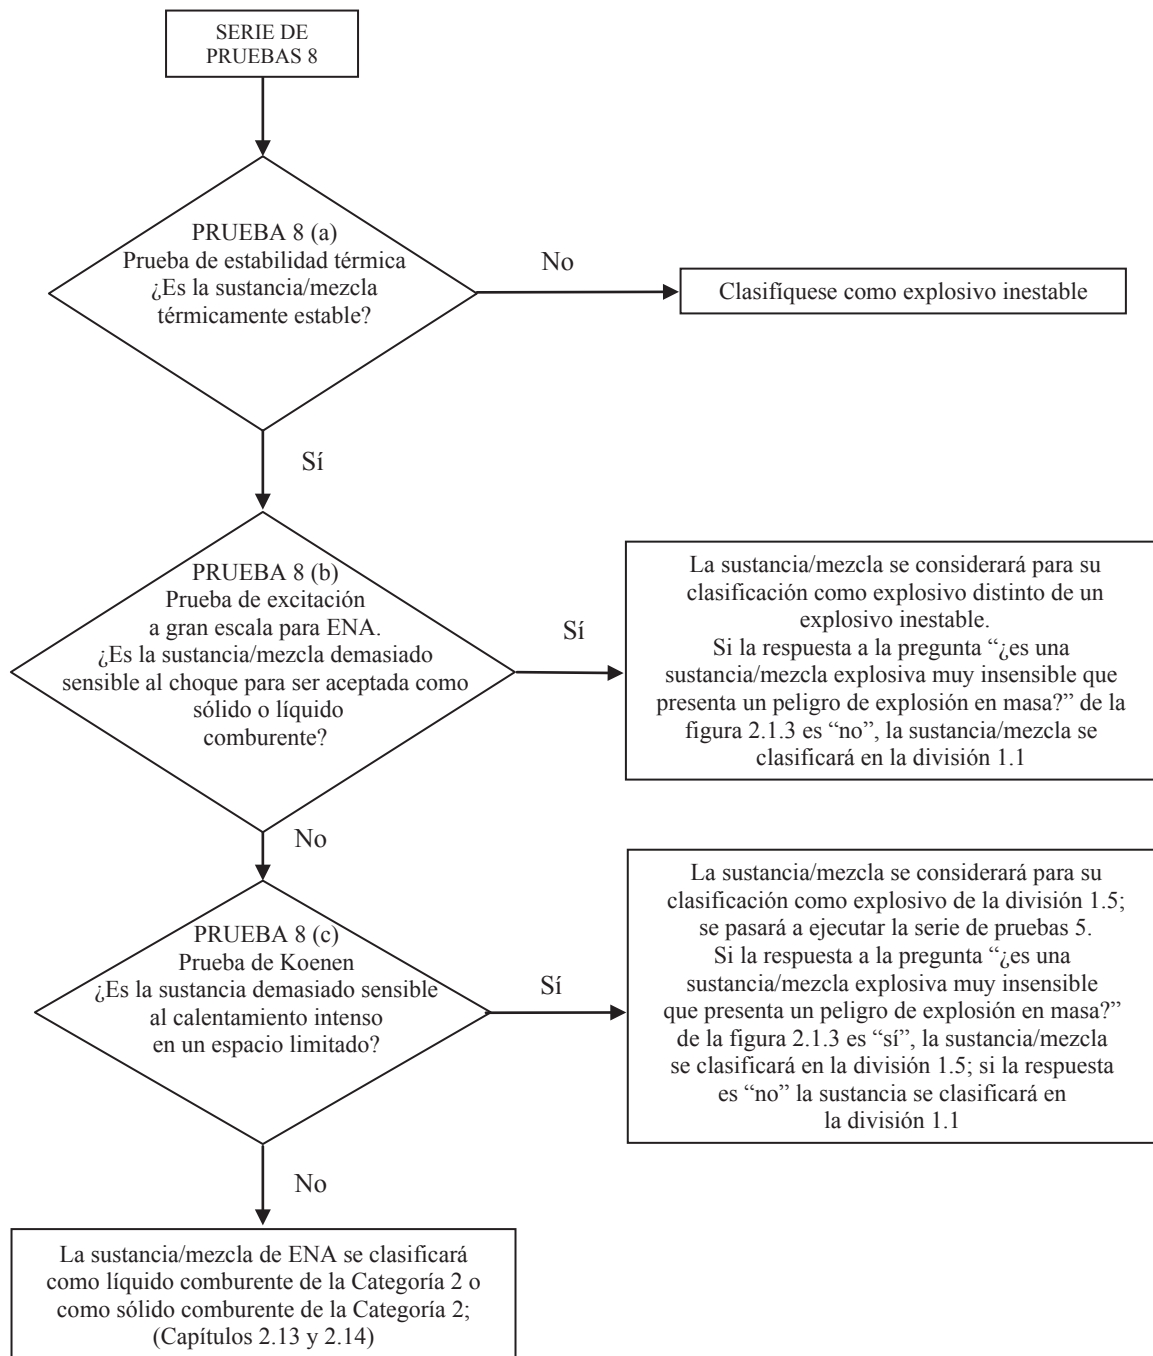 SERIE DE
PRUEBAS 8
PRUEBA 8 (a)
Prueba de estabilidad térmica
¿Es la sustancia/mezcla
térmicamente estable?
No
Clasifíquese como explosivo inestable
Sí
PRUEBA 8 (b)
Prueba de excitación
a gran escala para ENA.
¿Es la sustancia/mezcla demasiado
sensible al choque para ser aceptada como
sólido o líquido
comburente?
Sí
La sustancia/mezcla se considerará para su
clasificación como explosivo distinto de un
explosivo inestable.
Si la respuesta a la pregunta “¿es una
sustancia/mezcla explosiva muy insensible que
presenta un peligro de explosión en masa?” de la
figura 2.1.3 es “no”, la sustancia/mezcla se
clasificará en la división 1.1
No
PRUEBA 8 (c)
Prueba de Koenen
¿Es la sustancia demasiado sensible
al calentamiento intenso
en un espacio limitado?
Sí
La sustancia/mezcla se considerará para su
clasificación como explosivo de la división 1.5;
se pasará a ejecutar la serie de pruebas 5.
Si la respuesta a la pregunta “¿es una
sustancia/mezcla explosiva muy insensible
que presenta un peligro de explosión en masa?”
de la figura 2.1.3 es “sí”, la sustancia/mezcla
se clasificará en la división 1.5; si la respuesta
es “no” la sustancia se clasificará en
la división 1.1
No
La sustancia/mezcla de ENA se clasificará
como líquido comburente de la Categoría 2 o
como sólido comburente de la Categoría 2;
(Capítulos 2.13 y 2.14)